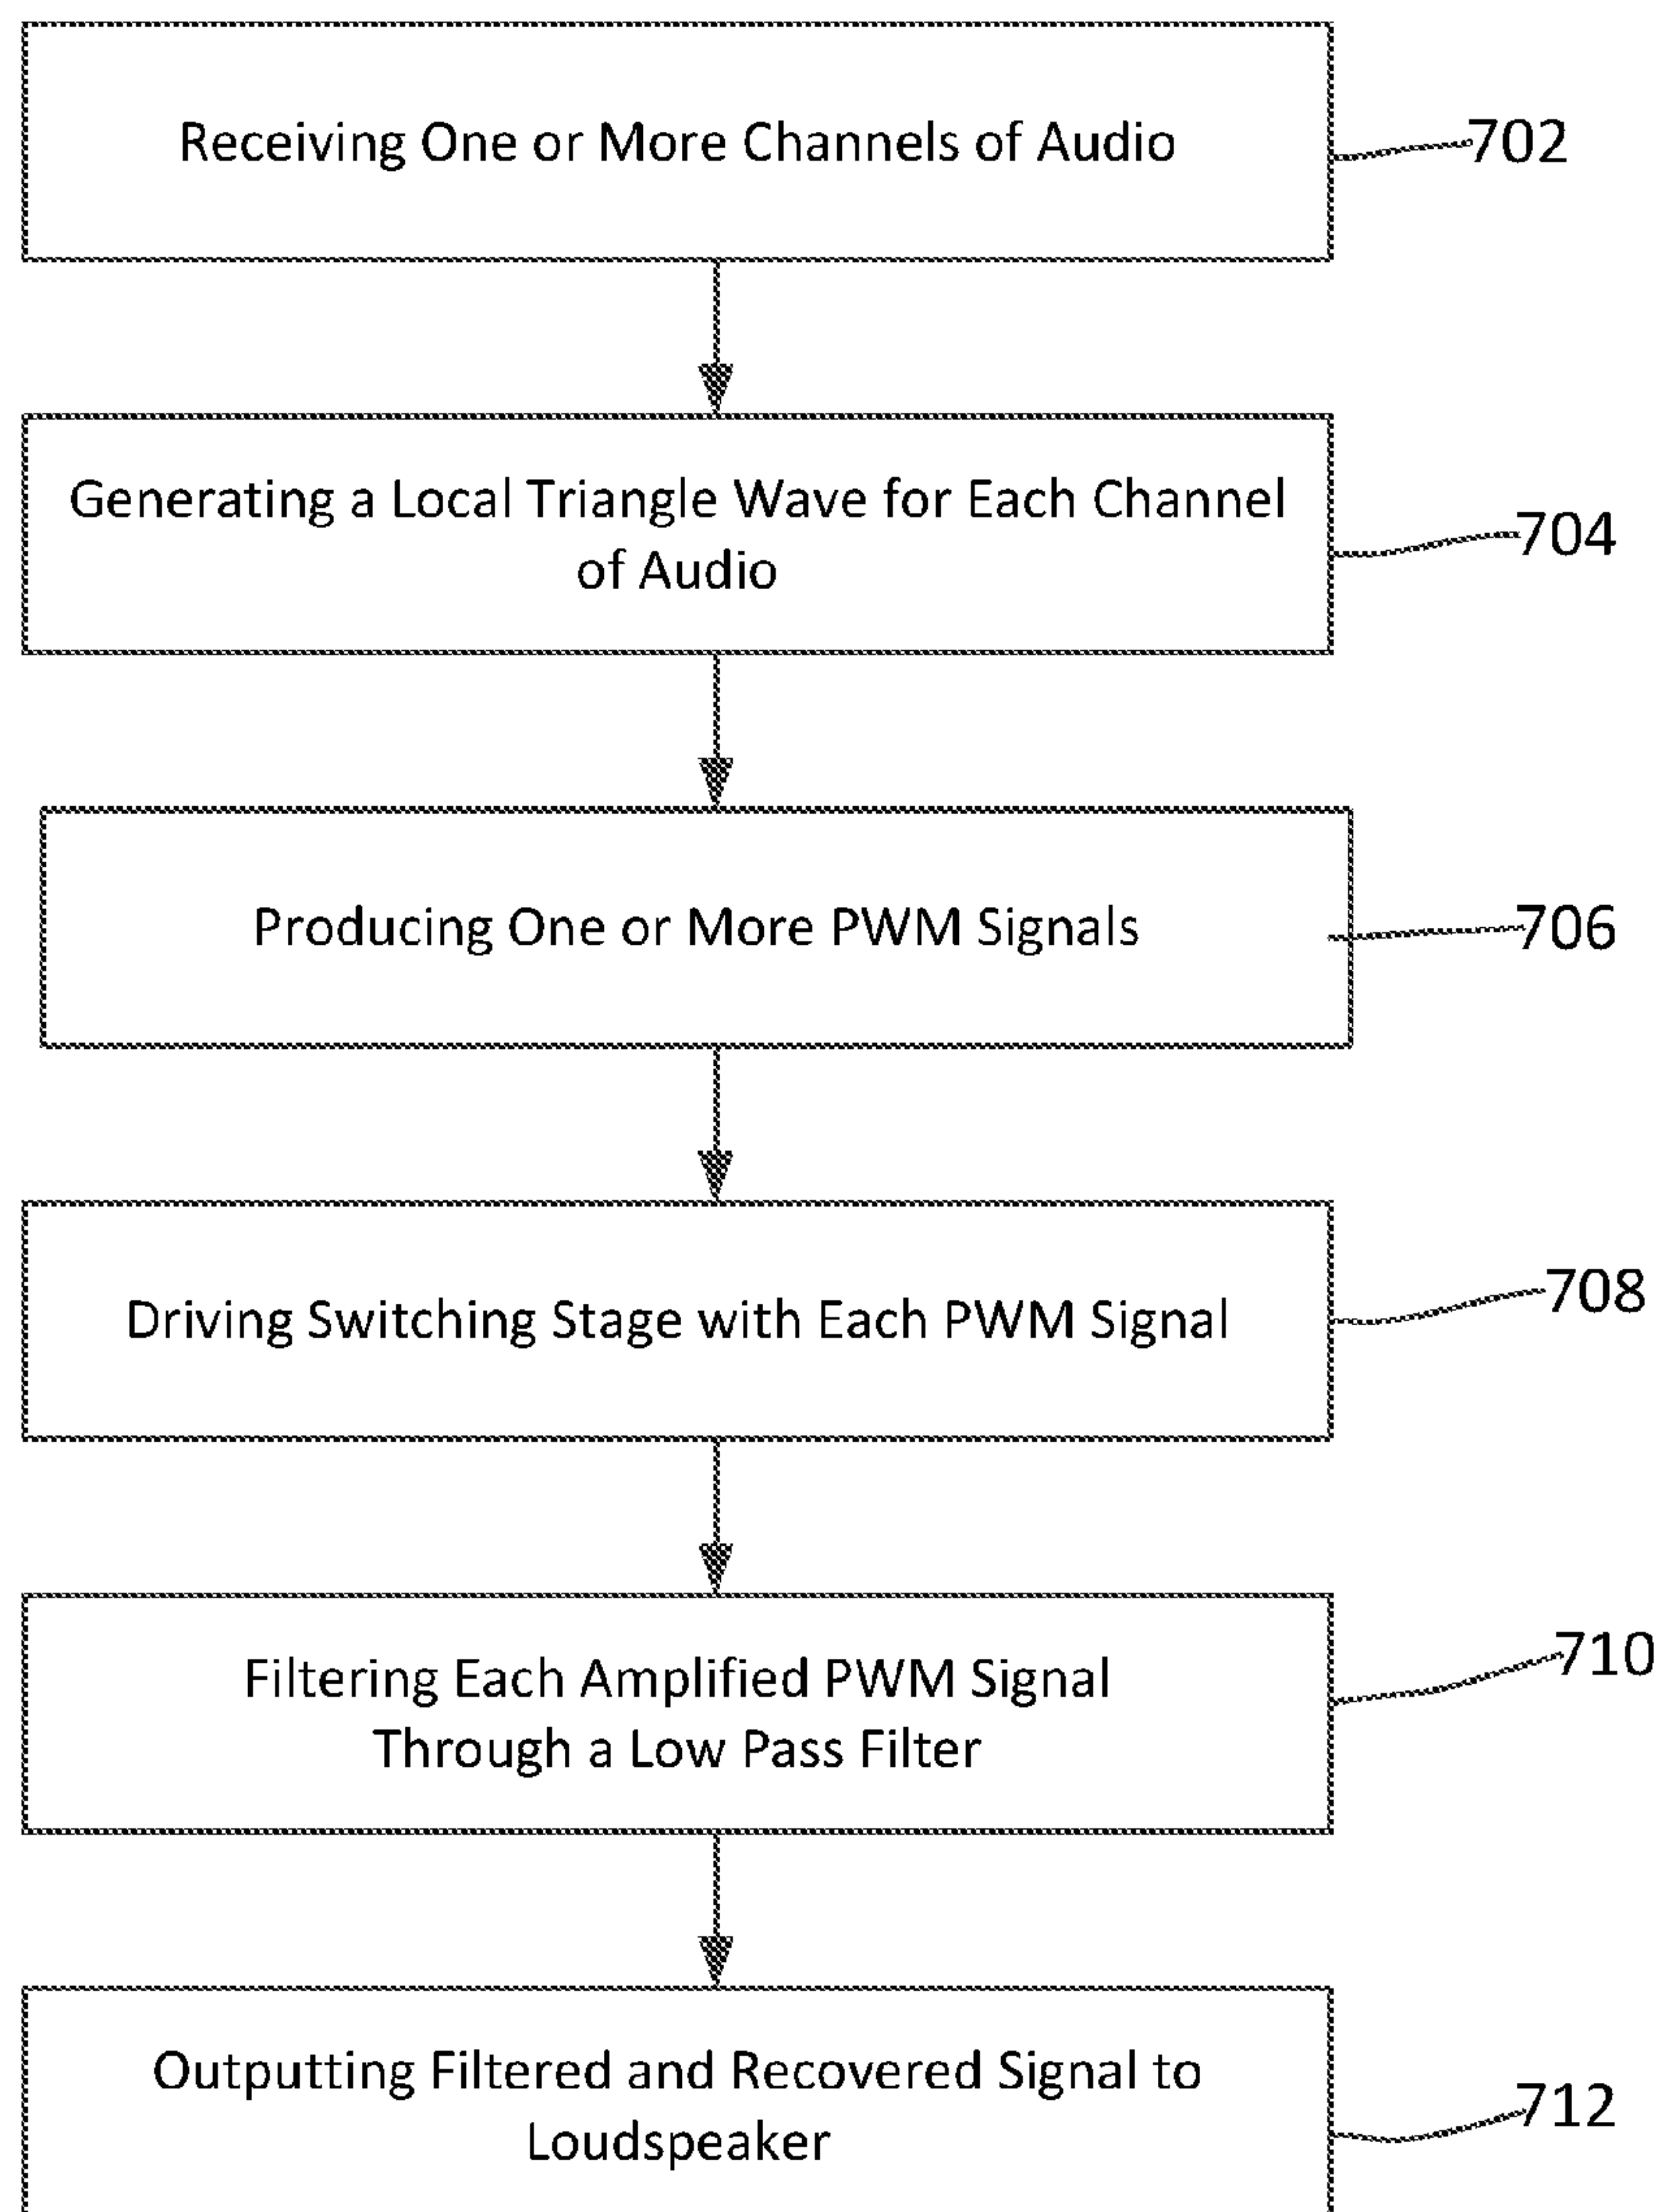 Receiving One or More Channels of Audio
702
Generating a Local Triangle Wave for Each Channel
of Audio
704
Producing One or More PWM Signals
706
Driving Switching Stage with Each PWM Signal
708
Filtering Each Amplified PWM Signal
Through a Low Pass Filter
710
Outputting Filtered and Recovered Signal to
Loudspeaker
712